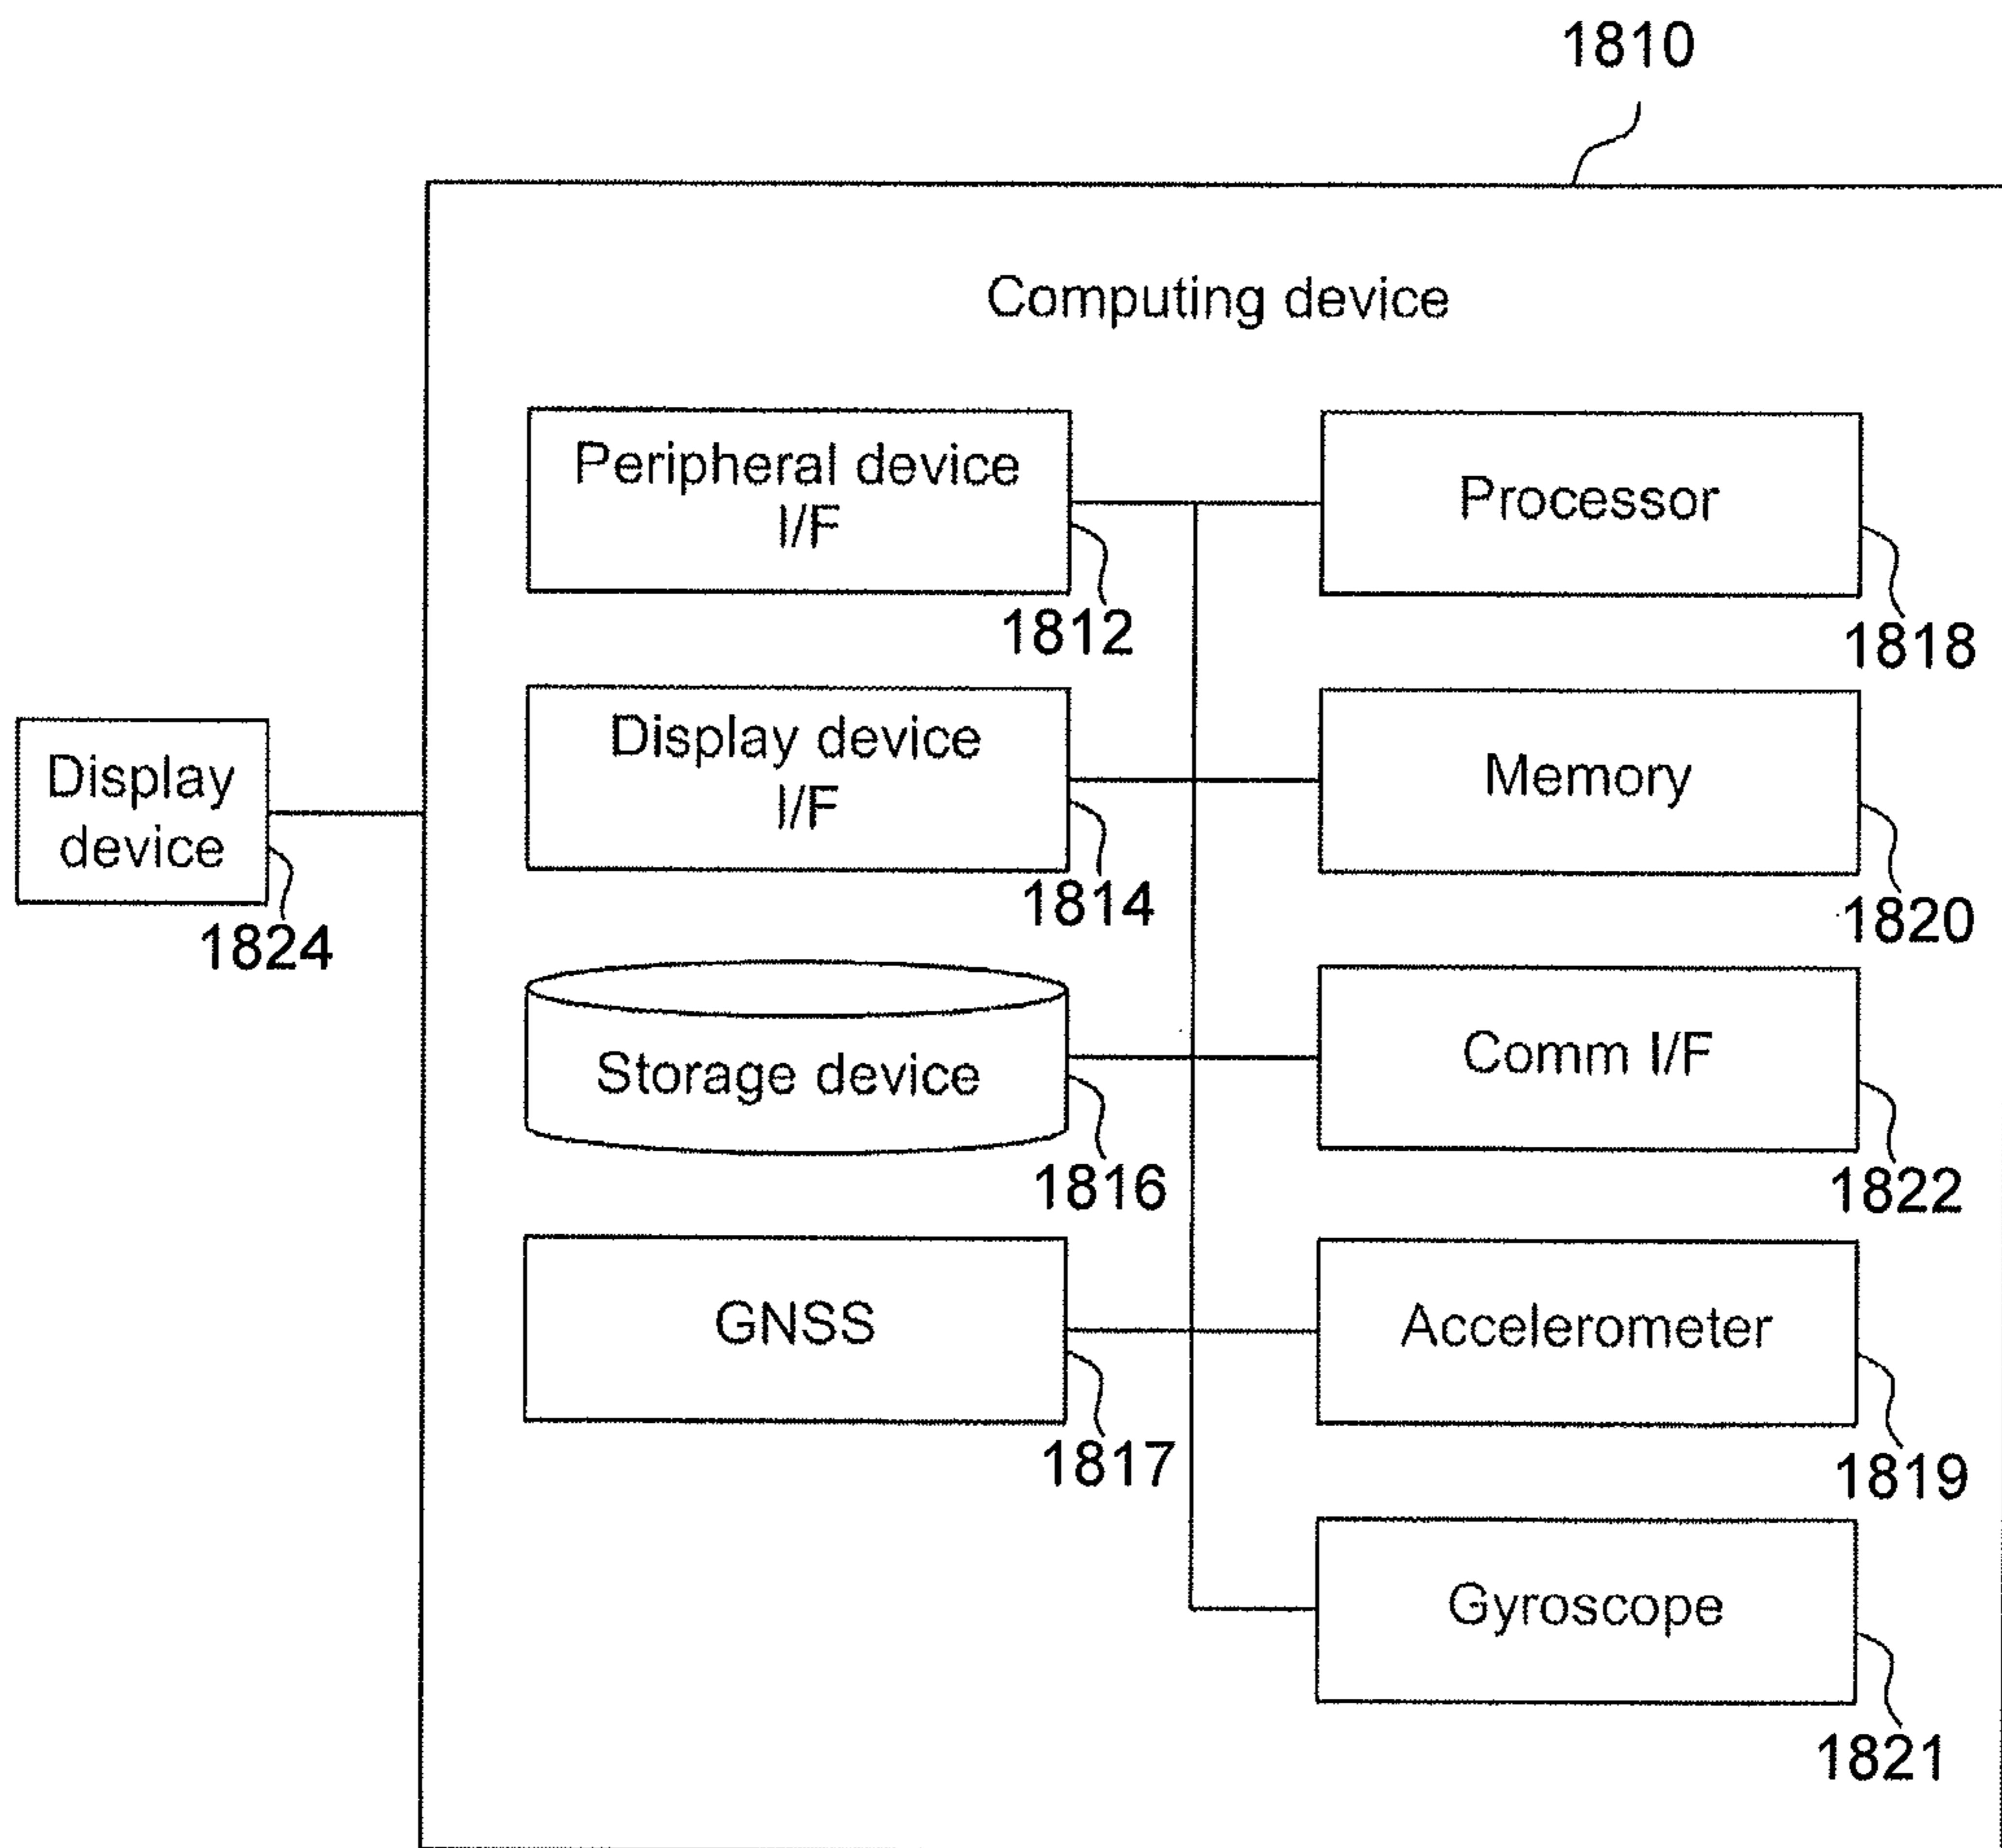 1810
Computing device
Peripheral device
I/F
1812
Processor
1818
Display device
I/F
1814
Memory
1820
Display
device
1824
Storage device
1816
Comm I/F
1822
GNSS
1817
Accelerometer
1819
Gyroscope
1821